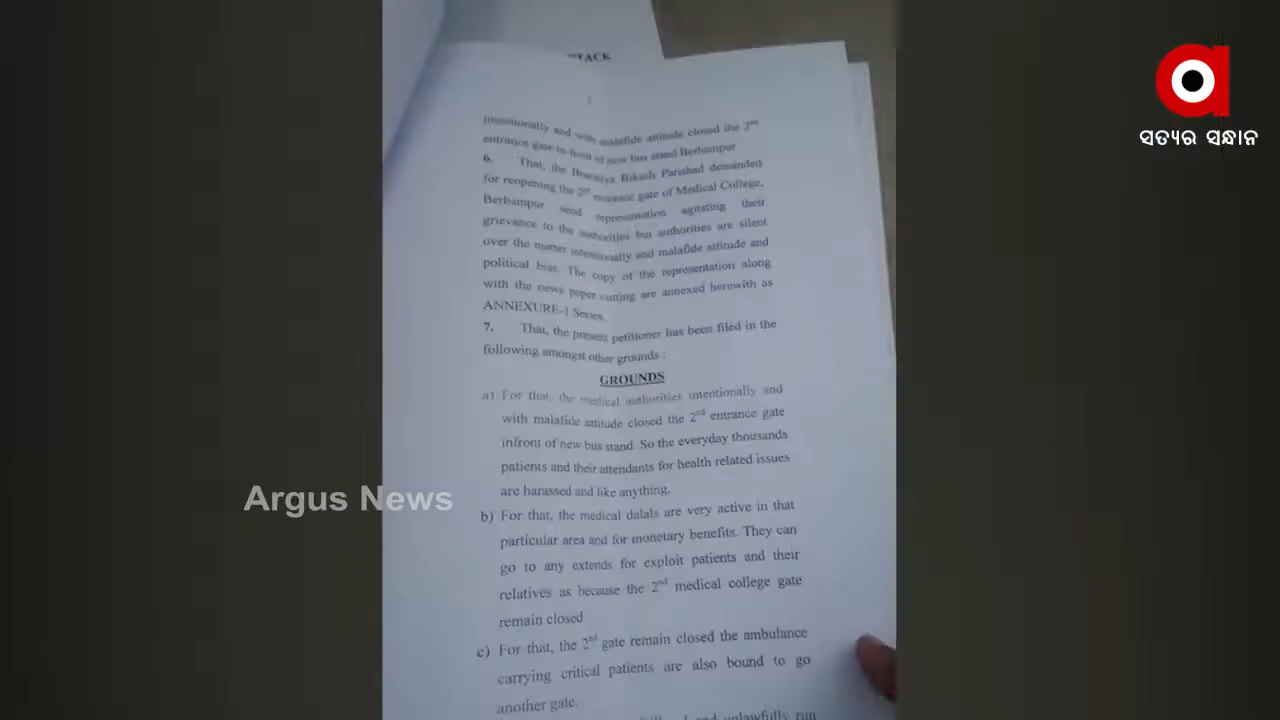 TACK
intentionally and with malafide attitude closed the 2nd
entrance gate in-front of new bus stand Berhampur
6. That, the Bikash Parishad demanded
for reopening the 2nd entrance gate of Medical College,
Berhampur send representation agitating their
grievance to the authorities but authorities are silent
over the matter intentionally and malafide attitude and
political bias. The copy of the representation along
with the news paper cutting are annexed herewith as
ANNEXURE-1 Series.
7. That, the present petitioner has been filed in the
following amongst other grounds :
GROUNDS
a) For that, the medical authorities intentionally and
with malafide attitude closed the 2nd entrance gate
infront of new bus stand. So the everyday thousands
patients and their attendants for health related issues
are harassed and like anything.
b) For that, the medical dalals are very active in that
particular area and for monetary benefits. They can
go to any extends for exploit patients and their
relatives as because the 2nd medical college gate
remain closed
c) For that, the 2nd gate remain closed the ambulance
carrying critical patients are also bound to go
another gate.
and unlawfully run
Argus News
a
ସତ୍ୟର ସନ୍ଧାନ